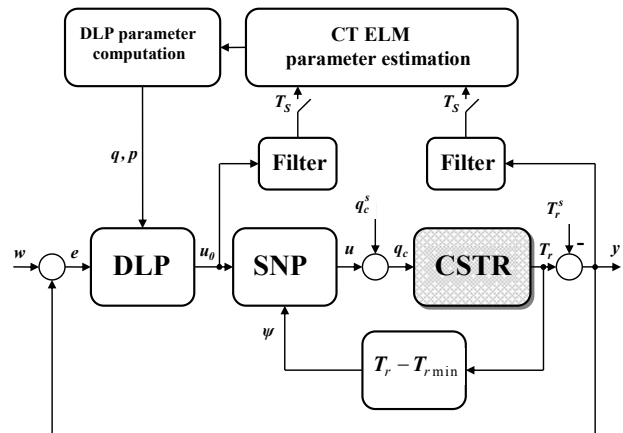 DLP parameter
computation
CT ELM
parameter estimation
T_S
T_S
q, p
Filter
Filter
q_c^s
T_r^s
w
e
DLP
u_0
SNP
u
q_c
CSTR
T_r
-
y
ψ
T_r − T_{r min}